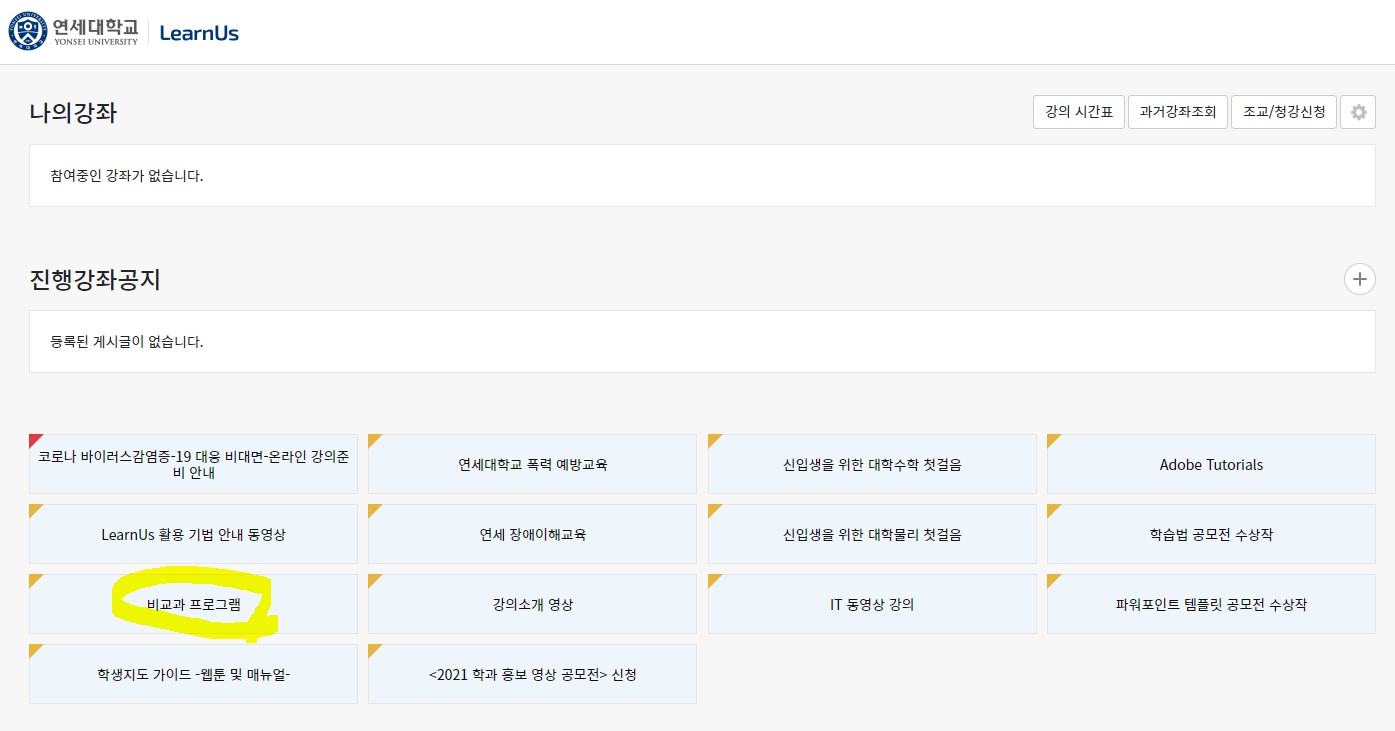 연세대학교
YONSEI UNIVERSITY
LearnUs
나의강좌
강의 시간표
과거강좌조회
조교/청강신청
참여중인 강좌가 없습니다.
진행강좌공지
등록된 게시글이 없습니다.
코로나 바이러스감염증-19 대응 비대면-온라인 강의준
비 안내
연세대학교 폭력 예방교육
신입생을 위한 대학수학 첫걸음
Adobe Tutorials
LearnUs 활용 기법 안내 동영상
연세 장애이해교육
신입생을 위한 대학물리 첫걸음
학습법 공모전 수상작
비교과 프로그램
강의소개 영상
IT 동영상 강의
파워포인트 템플릿 공모전 수상작
학생지도 가이드 -웹툰 및 매뉴얼-
<2021 학과 홍보 영상 공모전> 신청